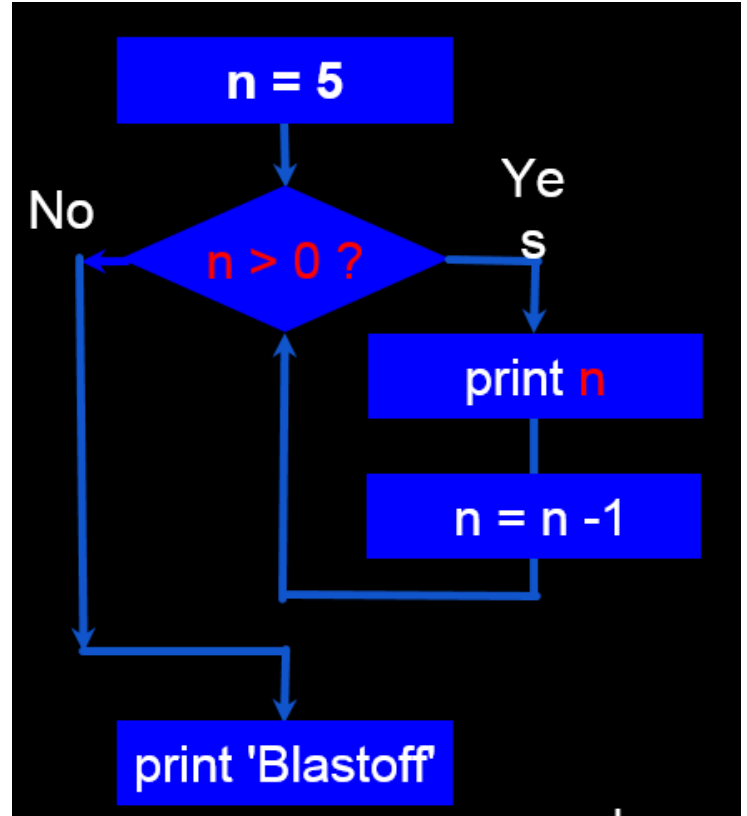 n = 5
No
Ye
s
n > 0 ?
print n
n = n -1
print 'Blastoff'